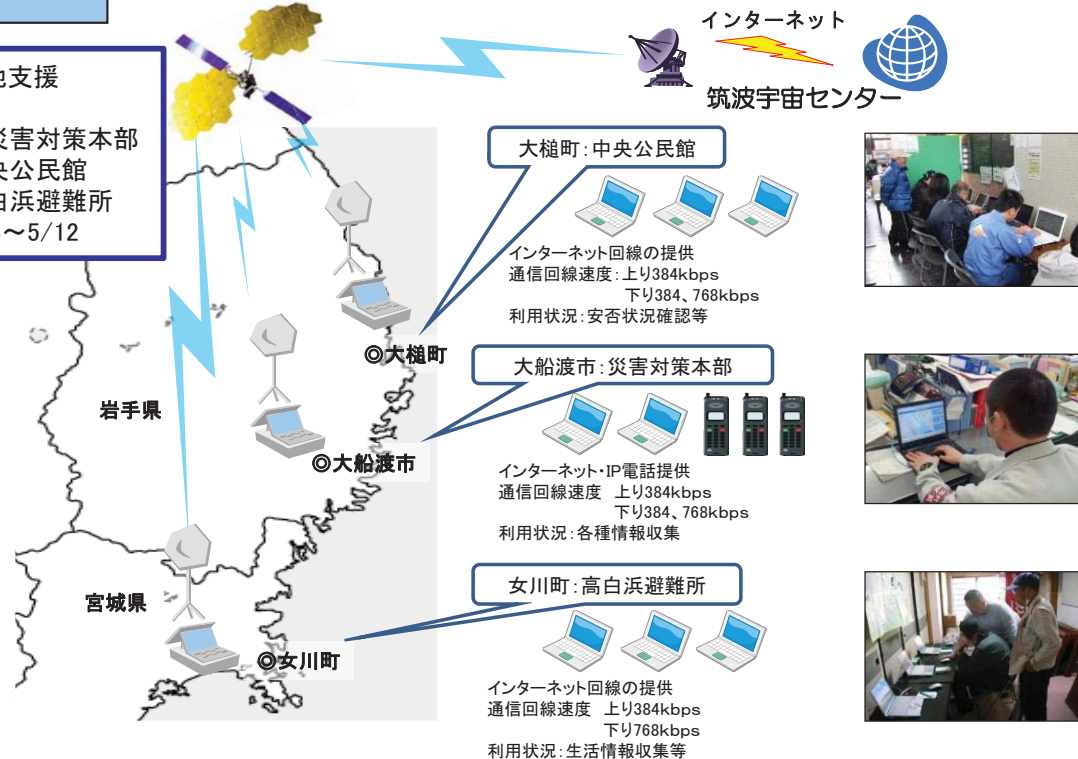 インターネット
筑波宇宙センター
支援
災害対策本部
公民館
白浜避難所
～5/12
大槌町：中央公民館
インターネット回線の提供
通信回線速度：上り384kbps
下り384、768kbps
利用状況：安否状況確認等
◎大槌町
大船渡市：災害対策本部
岩手県
◎大船渡市
インターネット・IP電話提供
通信回線速度　上り384kbps
下り384、768kbps
利用状況：各種情報収集
女川町：高白浜避難所
宮城県
◎女川町
インターネット回線の提供
通信回線速度　上り384kbps
下り768kbps
利用状況：生活情報収集等